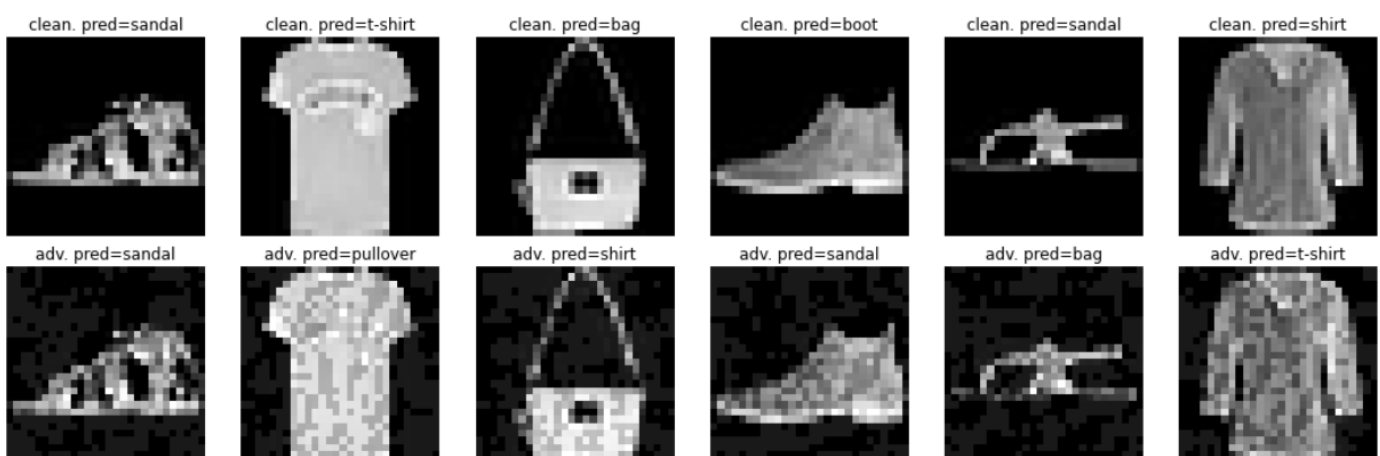 clean. pred=sandal clean. pred=t-shirt clean. pred=bag clean. pred=boot clean. pred=sandal clean. pred=shirt
adv. pred=sandal adv. pred=pullover adv. pred=shirt adv. pred=sandal adv. pred=bag adv. pred=t-shirt